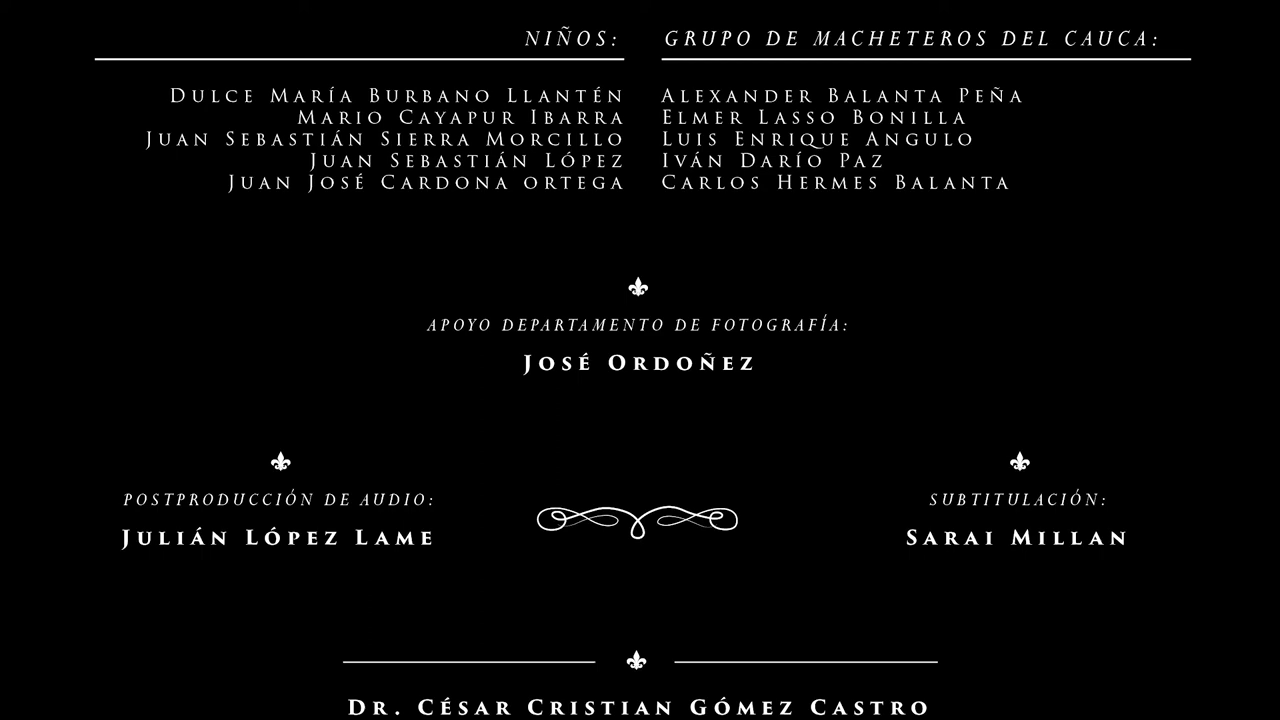 NIÑOS:
DULCE MARÍA BURBANO LLANTÉN
MARIO CAYAPUR IBARRA
JUAN SEBASTIÁN SIERRA MORCILLO
JUAN SEBASTIÁN LÓPEZ
JUAN JOSÉ CARDONA ORTEGA
GRUPO DE MACHETEROS DEL CAUCA:
ALEXANDER BALANTA PEÑA
ELMER LASSO BONILLA
LUIS ENRIQUE ANGULO
IVÁN DARÍO PAZ
CARLOS HERMES BALANTA
APOYO DEPARTAMENTO DE FOTOGRAFÍA:
JOSÉ ORDOÑEZ
POSTPRODUCCIÓN DE AUDIO:
JULIÁN LÓPEZ LAME
SUBTITULACIÓN:
SARAI MILLAN
DR. CÉSAR CRISTIAN GÓMEZ CASTRO